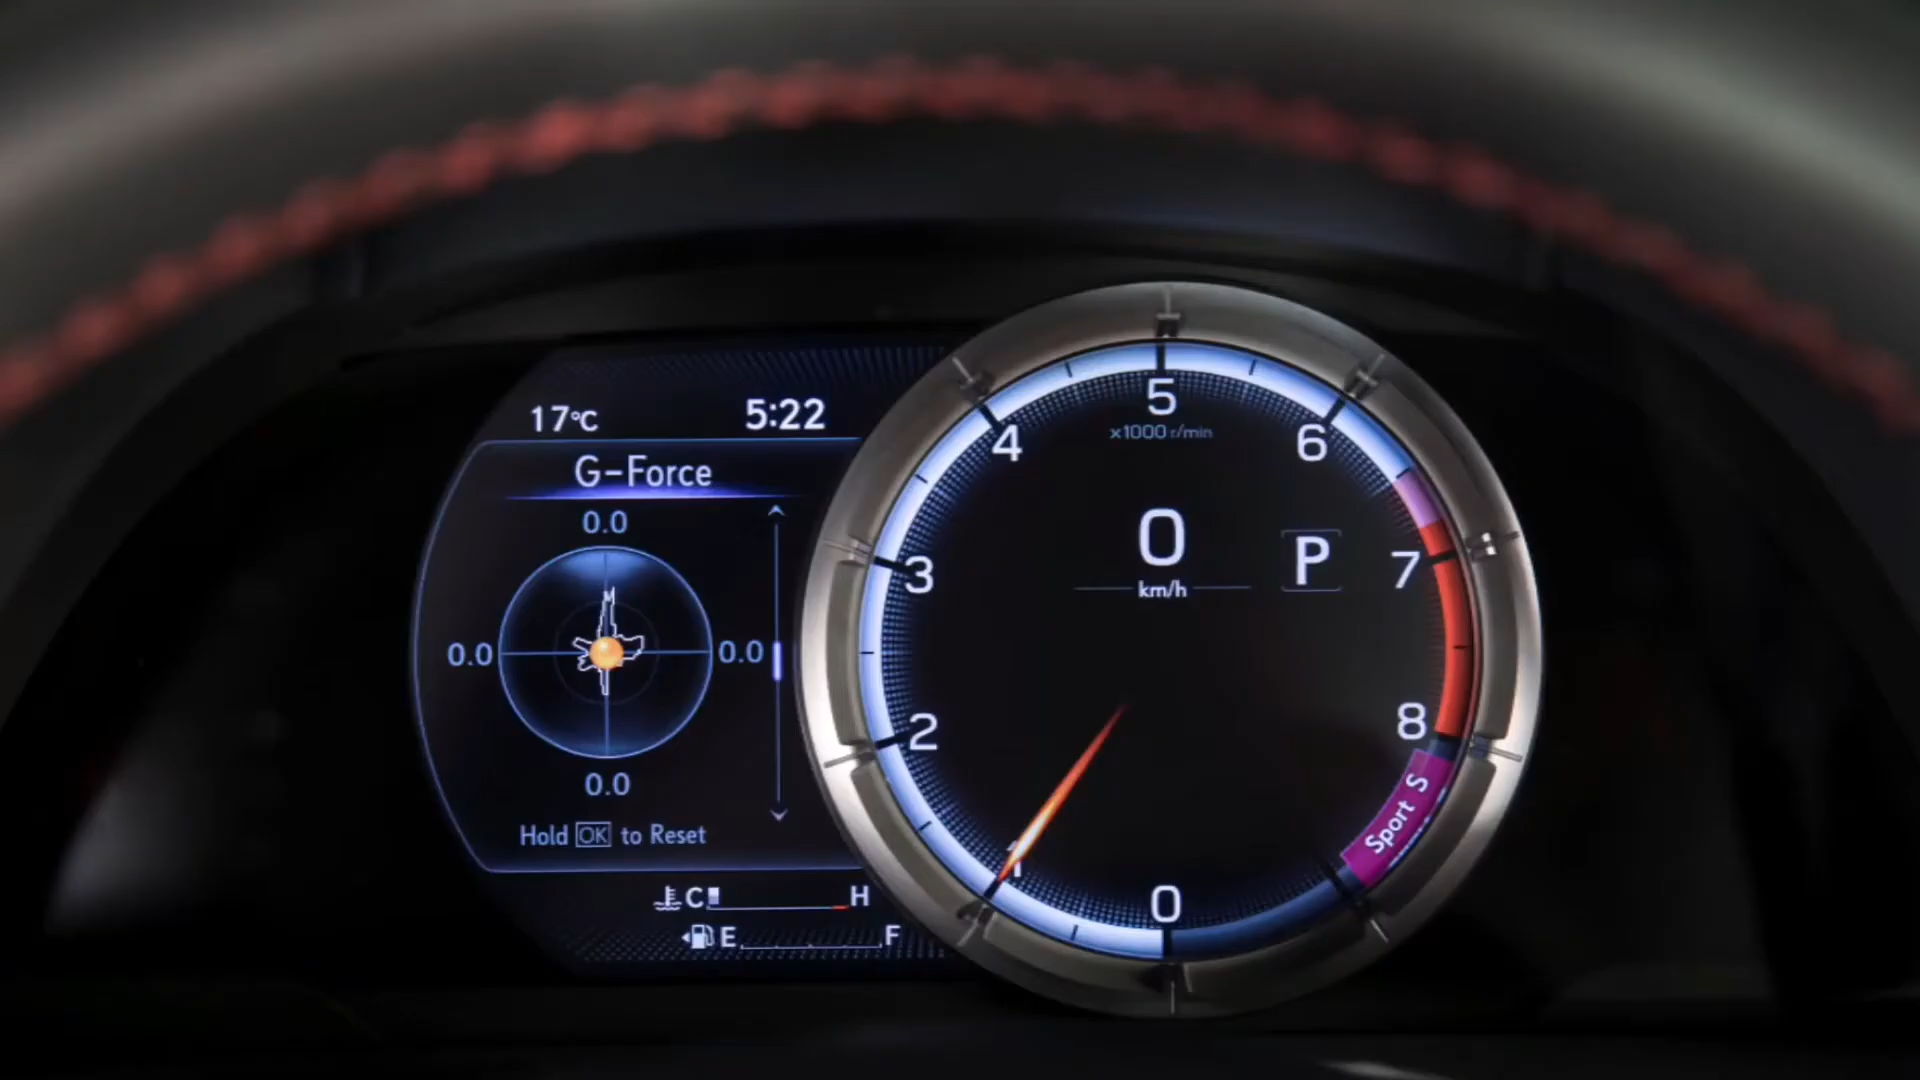 17°C 5:22
G-Force
0.0
0.0 0.0
0.0
Hold OK to Reset
C H
E F
5
x1000 r/min
4 6
3 7
2 8
1 0
0
km/h
P
Sport S